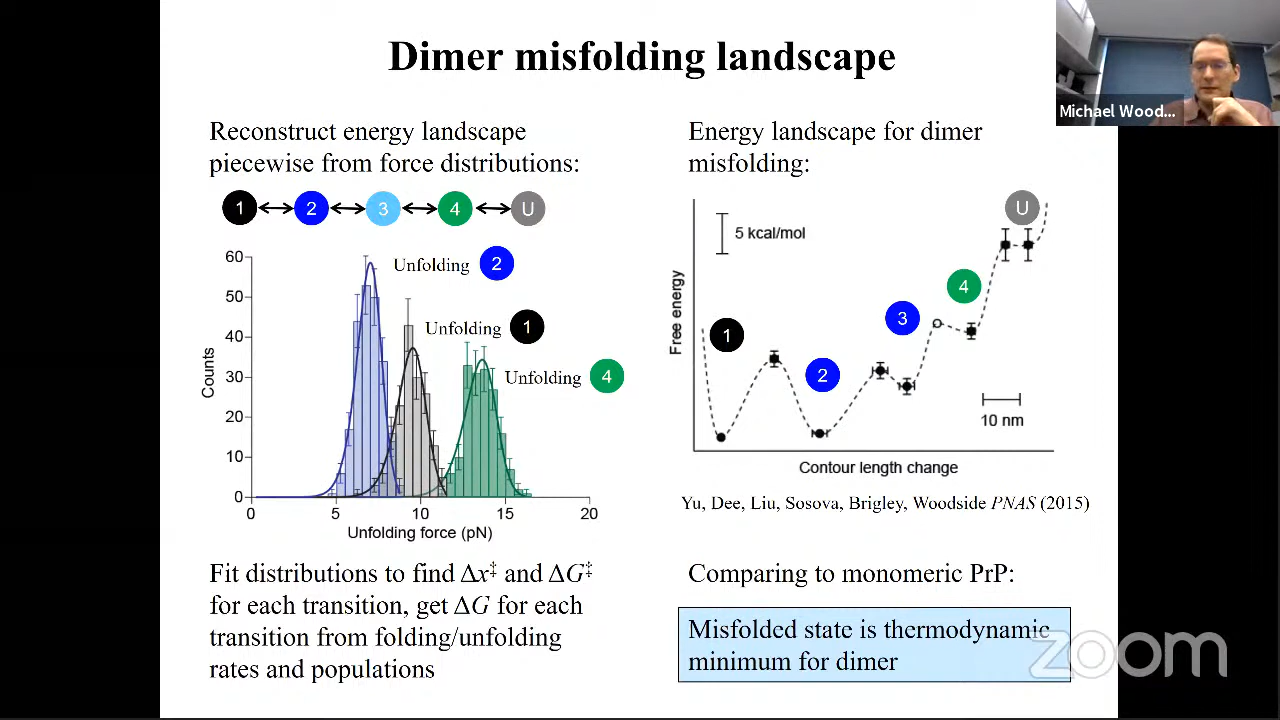 Dimer misfolding landscape
Michael Wood...
Reconstruct energy landscape
piecewise from force distributions:
1 2 3 4 U
60
50
40
30
20
10
0
Counts
Unfolding 2
Unfolding 1
Unfolding 4
0 5 10 15 20
Unfolding force (pN)
Fit distributions to find Δx‡ and ΔG‡
for each transition, get ΔG for each
transition from folding/unfolding
rates and populations
Energy landscape for dimer
misfolding:
5 kcal/mol
U
4
3
1
2
Free energy
10 nm
Contour length change
Yu, Dee, Liu, Sosova, Brigley, Woodside PNAS (2015)
Comparing to monomeric PrP:
Misfolded state is thermodynamic
minimum for dimer
zoom